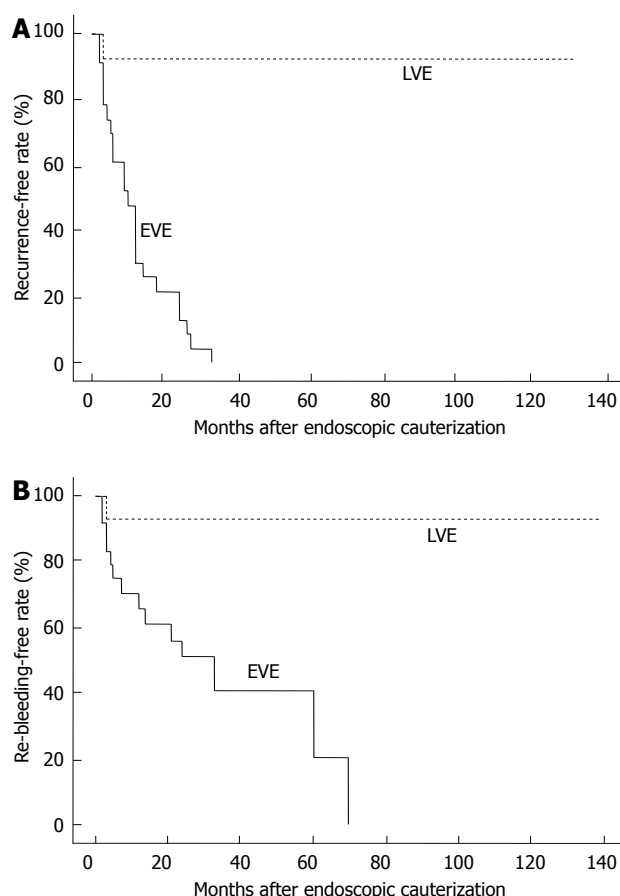 A
Recurrence-free rate (%)
100
80
60
40
20
0
LVE
EVE
0 20 40 60 80 100 120 140
Months after endoscopic cauterization
B
Re-bleeding-free rate (%)
100
80
60
40
20
0
LVE
EVE
0 20 40 60 80 100 120 140
Months after endoscopic cauterization